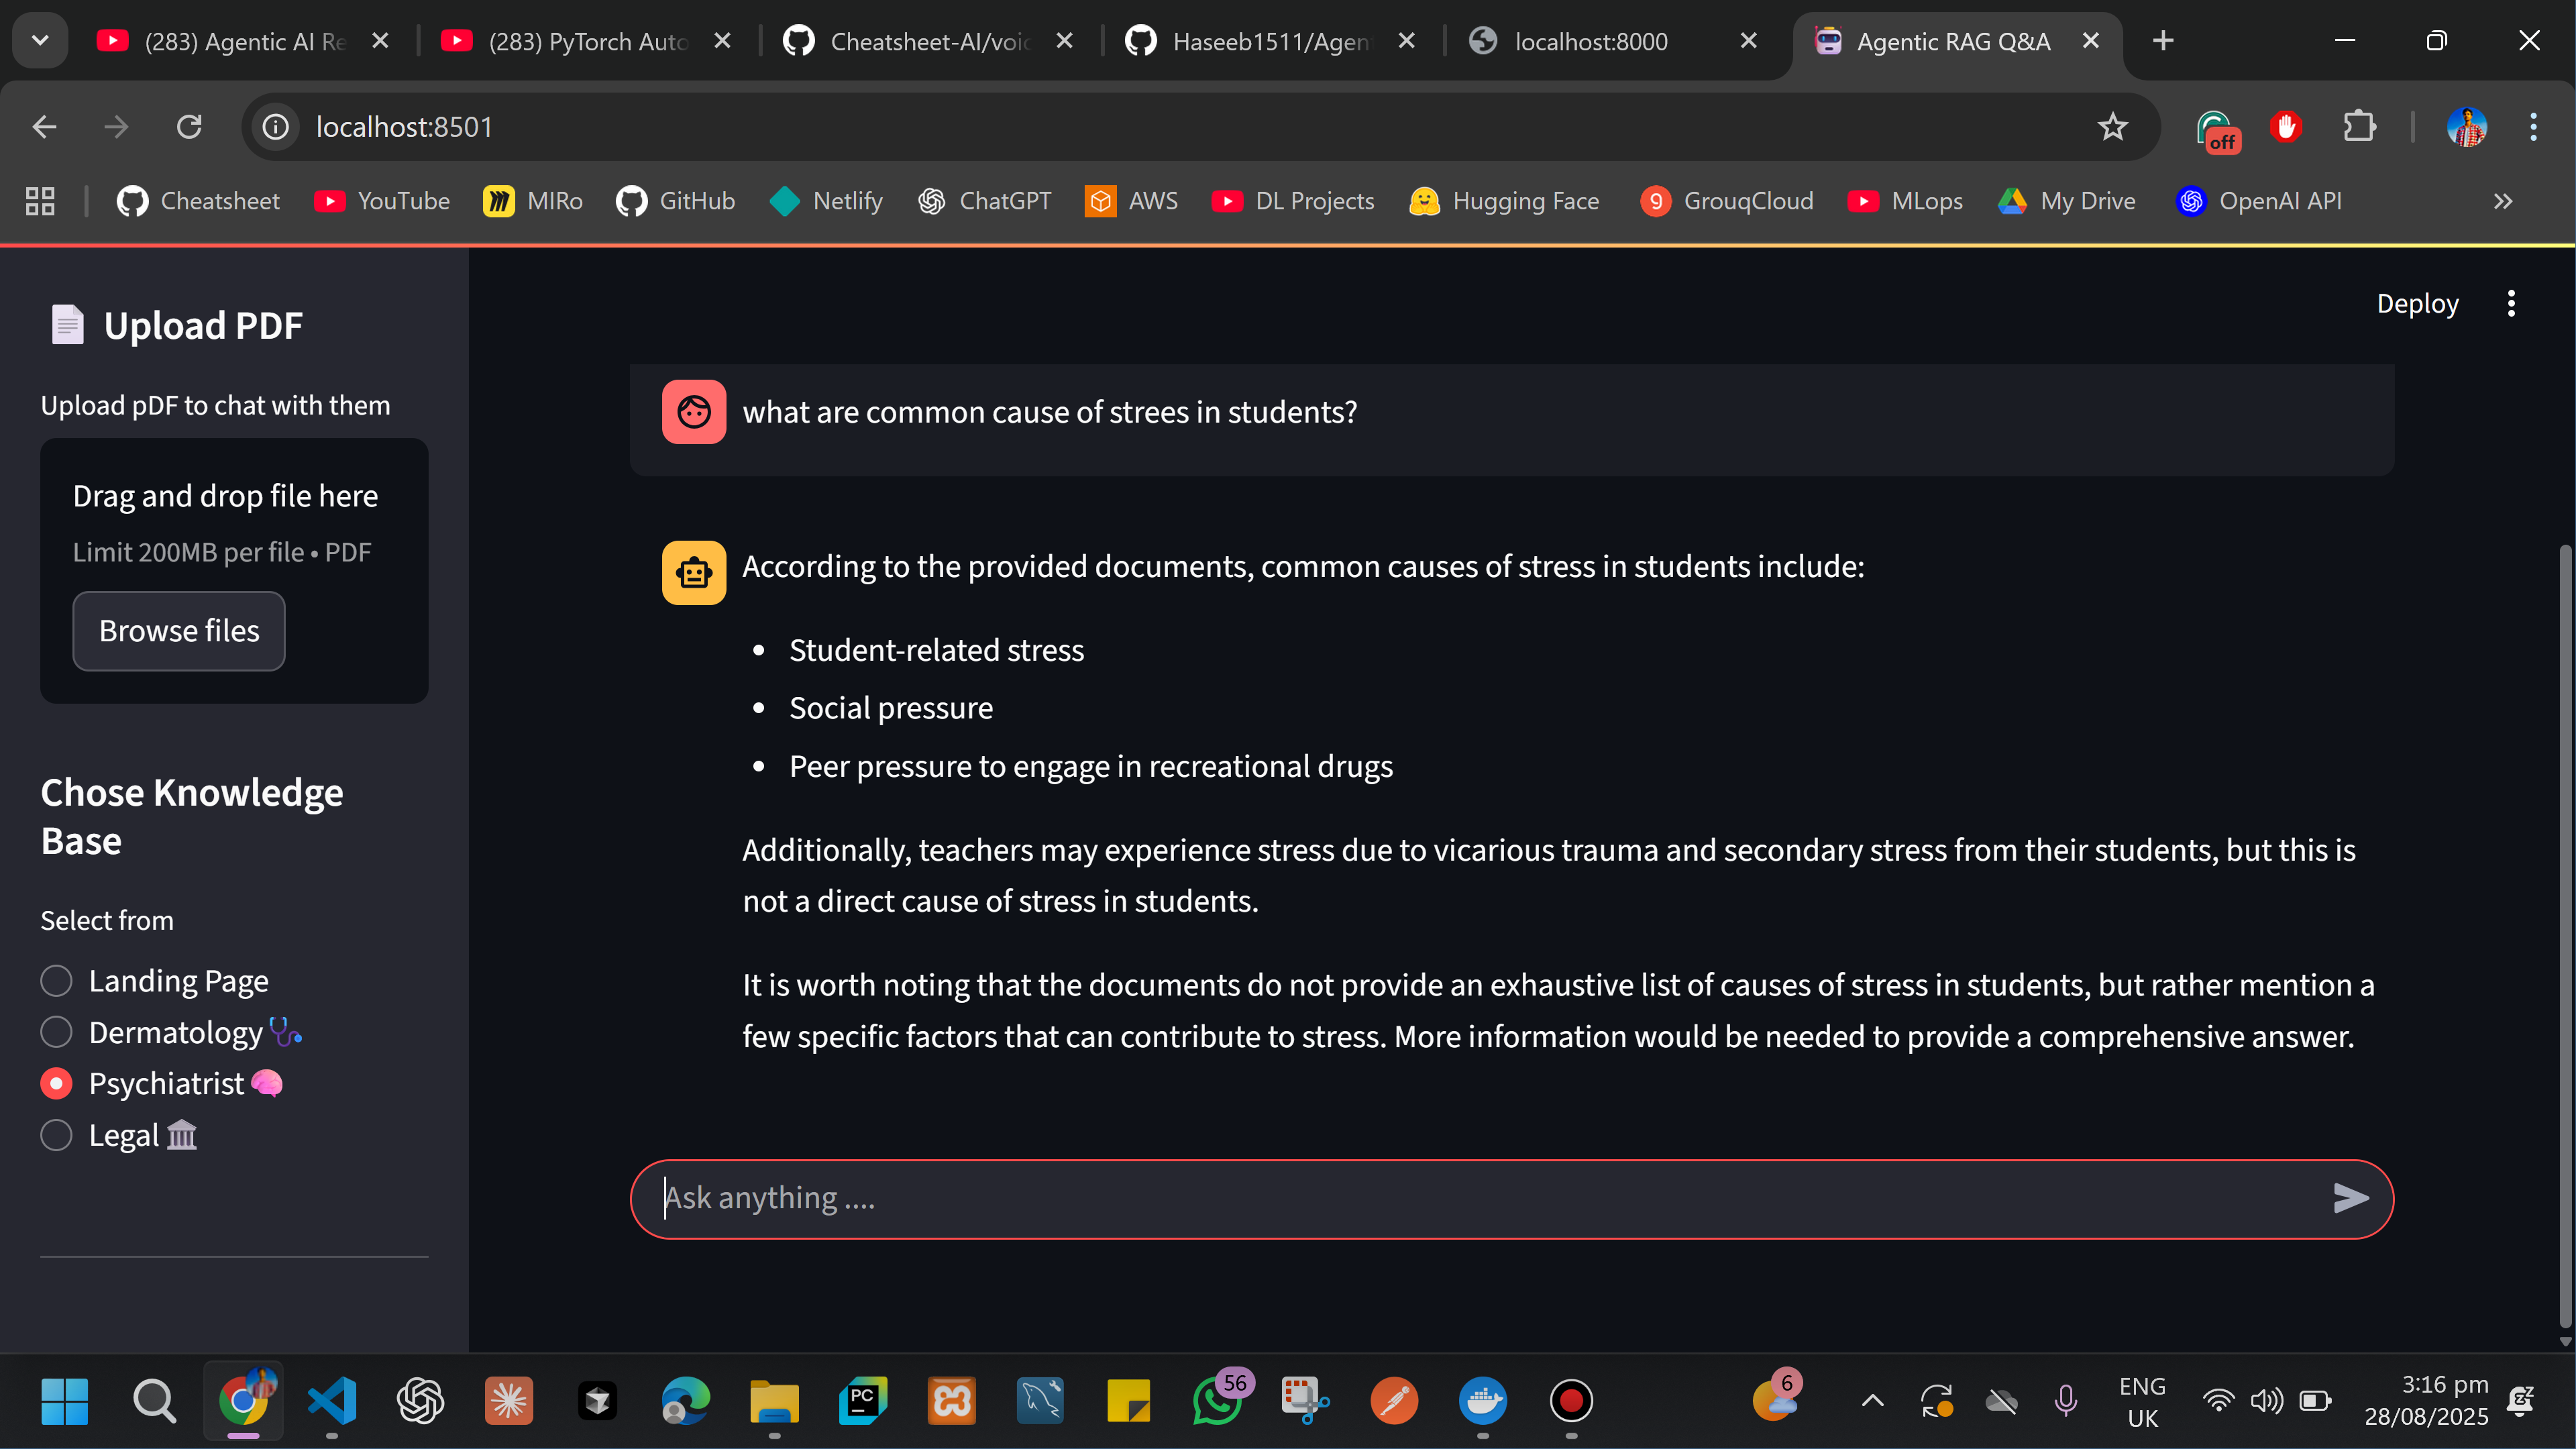 (283) Agentic AI Re
(283) PyTorch Auto
Cheatsheet-AI/voic
Haseeb1511/Agen
localhost:8000
Agentic RAG Q&A
localhost:8501
off
Cheatsheet
YouTube
MIRo
GitHub
Netlify
ChatGPT
AWS
DL Projects
Hugging Face
GrouqCloud
MLops
My Drive
OpenAI API
Upload PDF
Upload pDF to chat with them
Drag and drop file here
Limit 200MB per file • PDF
Browse files
Chose Knowledge
Base
Select from
Landing Page
Dermatology
Psychiatrist
Legal
Deploy
what are common cause of strees in students?
According to the provided documents, common causes of stress in students include:
• Student-related stress
• Social pressure
• Peer pressure to engage in recreational drugs
Additionally, teachers may experience stress due to vicarious trauma and secondary stress from their students, but this is
not a direct cause of stress in students.
It is worth noting that the documents do not provide an exhaustive list of causes of stress in students, but rather mention a
few specific factors that can contribute to stress. More information would be needed to provide a comprehensive answer.
Ask anything ....
PC
56
6
ENG
UK
3:16 pm
28/08/2025